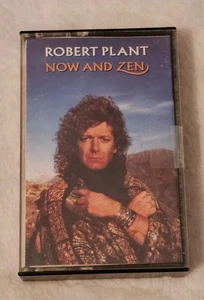 ROBERT PLANT
NOW AND ZEN